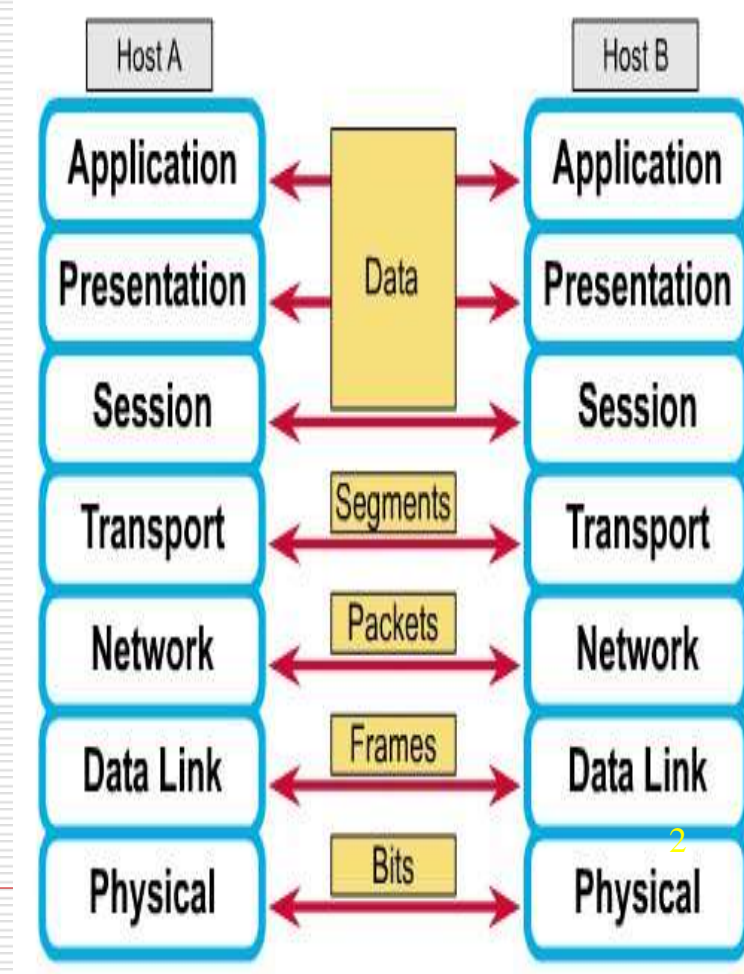 Host A
Host B
Application
Application
Presentation
Data
Presentation
Session
Session
Segments
Transport
Transport
Packets
Network
Network
Frames
Data Link
Data Link
2
Bits
Physical
Physical